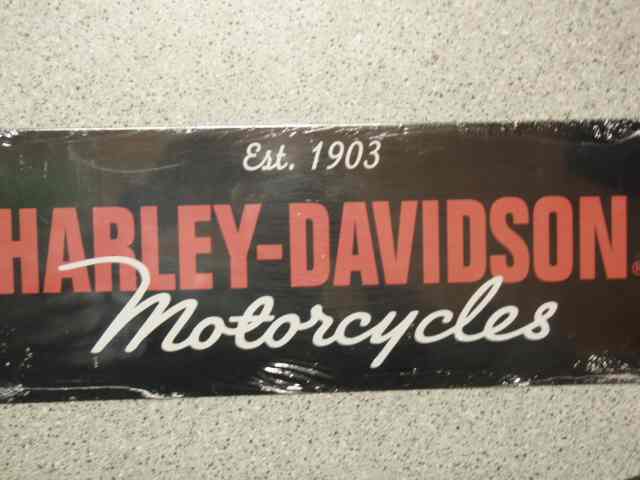 Est. 1903
HARLEY-DAVIDSON®
Motorcycles